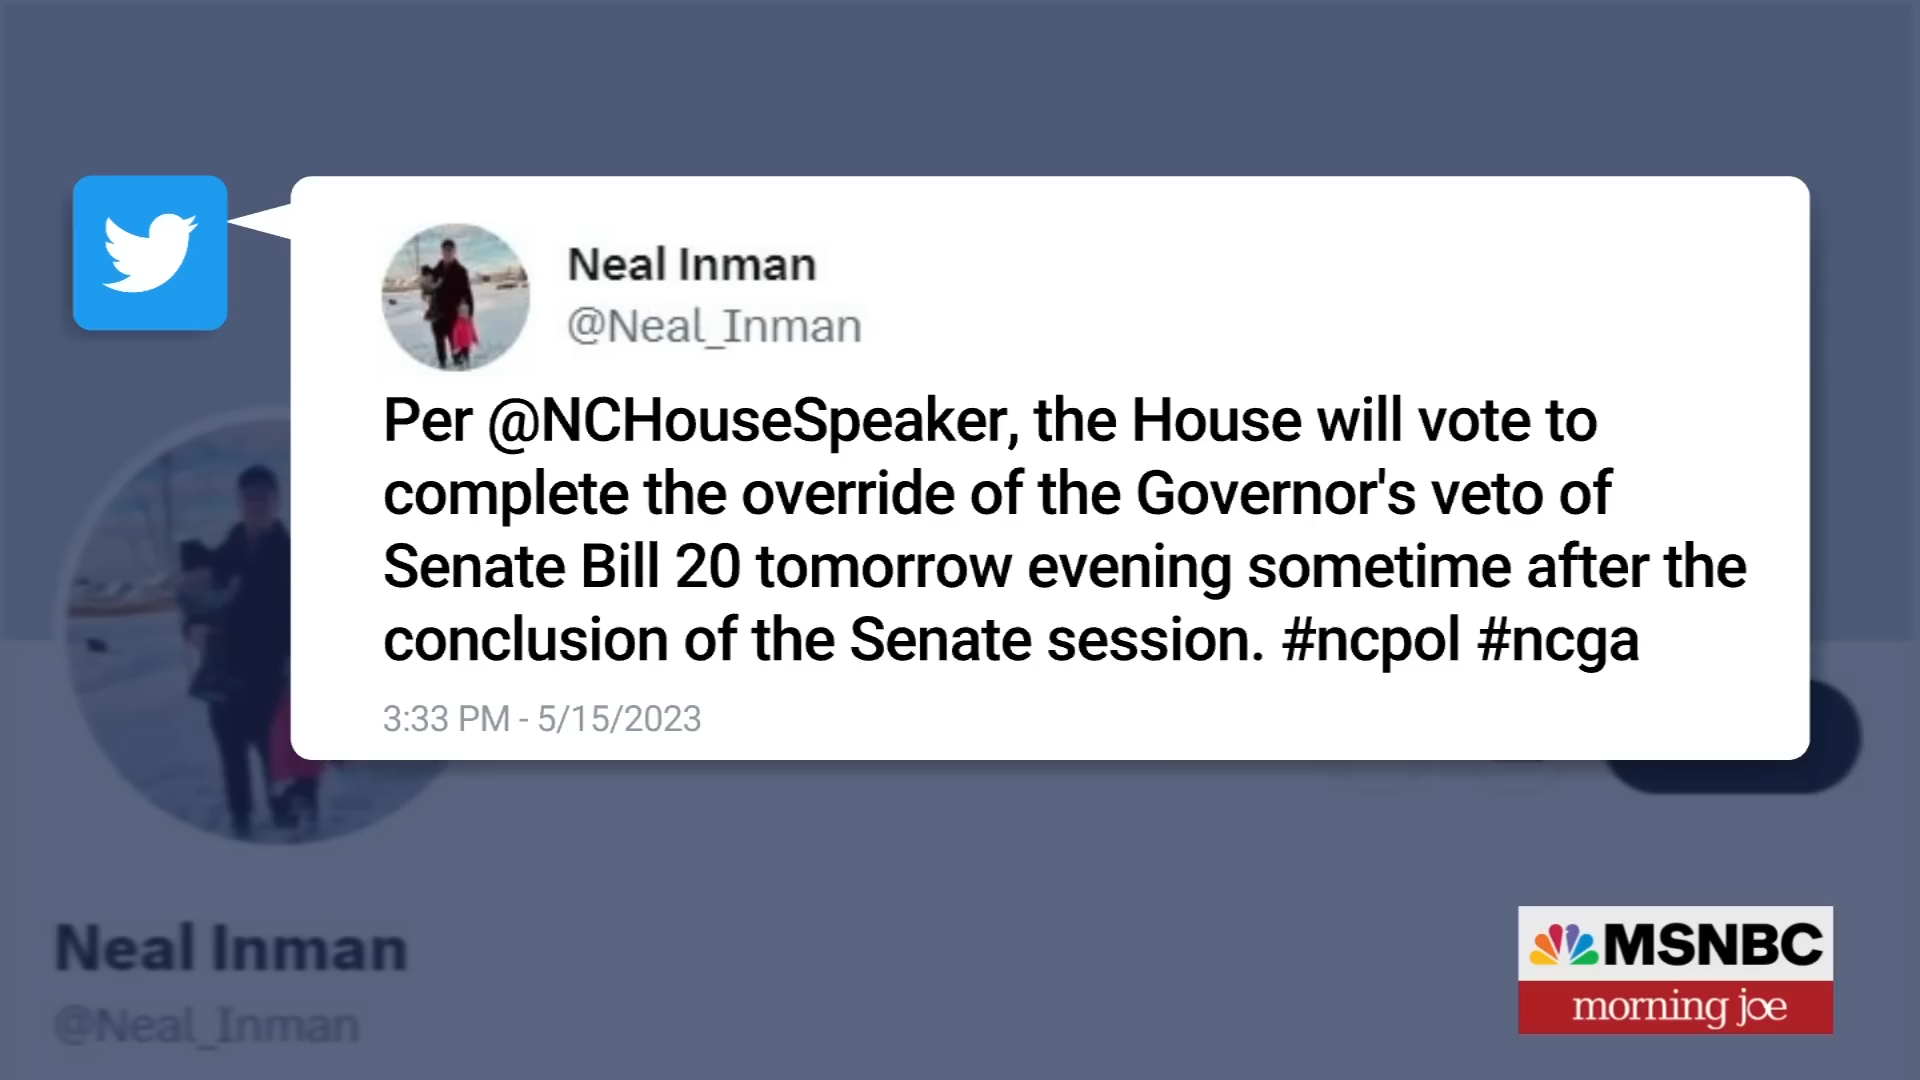 Neal Inman
@Neal_Inman
Per @NCHouseSpeaker, the House will vote to
complete the override of the Governor's veto of
Senate Bill 20 tomorrow evening sometime after the
conclusion of the Senate session. #ncpol #ncga
3:33 PM - 5/15/2023
Neal Inman
@Neal_Inman
MSNBC
morning joe